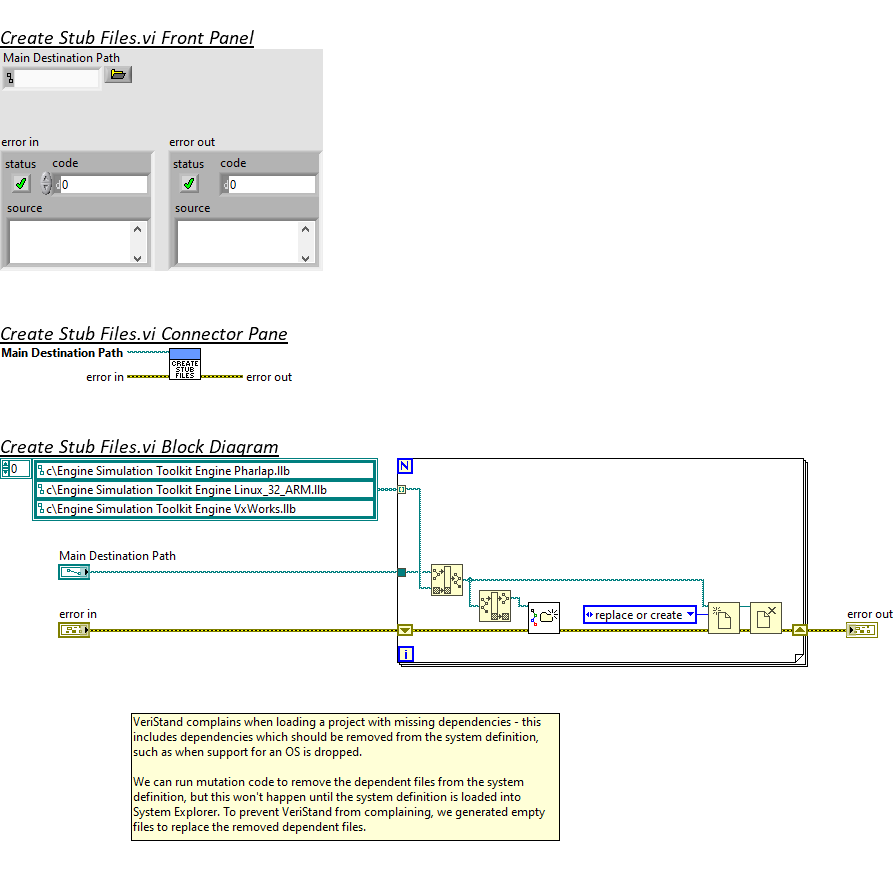 Create Stub Files.vi Front Panel
Main Destination Path
error in
error out
status code
status code
0
0
source
source
Create Stub Files.vi Connector Pane
Main Destination Path
CREATE
STUB
FILES
error in
error out
Create Stub Files.vi Block Diagram
0
c\Engine Simulation Toolkit Engine Pharlap.llb
c\Engine Simulation Toolkit Engine Linux_32_ARM.llb
c\Engine Simulation Toolkit Engine VxWorks.llb
N
Main Destination Path
error in
replace or create
error out
i
VeriStand complains when loading a project with missing dependencies - this
includes dependencies which should be removed from the system definition,
such as when support for an OS is dropped.
We can run mutation code to remove the dependent files from the system
definition, but this won't happen until the system definition is loaded into
System Explorer. To prevent VeriStand from complaining, we generated empty
files to replace the removed dependent files.